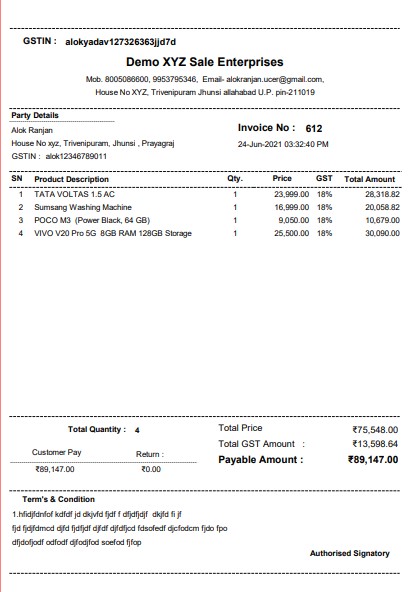 GSTIN : alokyadav127326363jjd7d
Demo XYZ Sale Enterprises
Mob. 8005086600, 9953795346, Email- alokranjan.ucer@gmail.com,
House No XYZ, Trivenipuram Jhunsi allahabad U.P. pin-211019
Party Details
Alok Ranjan
Invoice No : 612
House No xyz, Trivenipuram, Jhunsi , Prayagraj
24-Jun-2021 03:32:40 PM
GSTIN : alok12346789011
SN Product Description Qty. Price GST Total Amount
1 TATA VOLTAS 1.5 AC 1 23,999.00 18% 28,318.82
2 Sumsang Washing Machine 1 16,999.00 18% 20,058.82
3 POCO M3 (Power Black, 64 GB) 1 9,050.00 18% 10,679.00
4 VIVO V20 Pro 5G 8GB RAM 128GB Storage 1 25,500.00 18% 30,090.00
Total Quantity : 4
Total Price ₹75,548.00
Total GST Amount : ₹13,598.64
Customer Pay Return :
Payable Amount : ₹89,147.00
₹89,147.00 ₹0.00
Term's & Condition
1.hfidjfdnfof kdfdf jd dkjvfd fjdf f dfjdfjdjf dkjfd fi jf
fjd fjdjfdmcd djfd fjdfjdf djfdf djfdfjcd fdsofedf djcfodcm fjdo fpo
dfjdofjodf odfodf djfodjfod soefod fjfop
Authorised Signatory